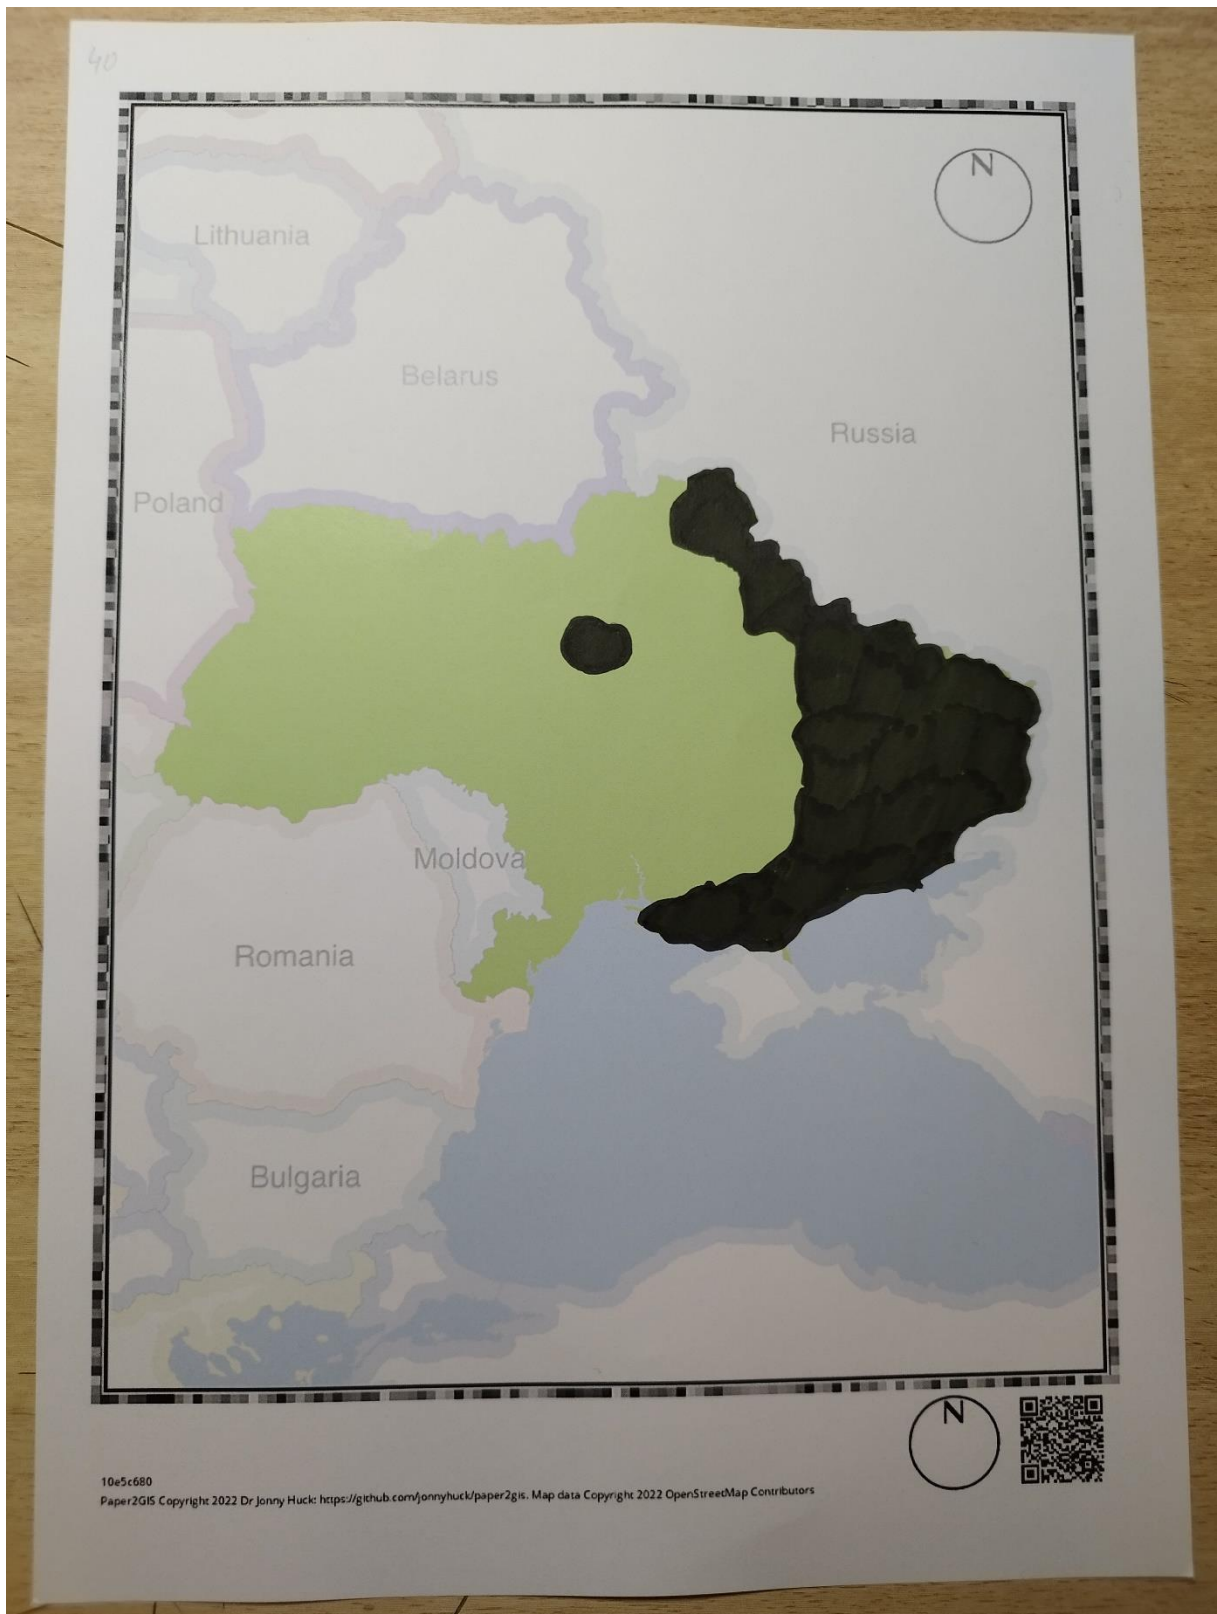 40
N
Lithuania
Belarus
Russia
Poland
Moldova
Romania
Bulgaria
N
10e5c680
Paper2GIS Copyright 2022 Dr Jonny Huck: https://github.com/jonnyhuck/paper2gis. Map data Copyright 2022 OpenStreetMap Contributors